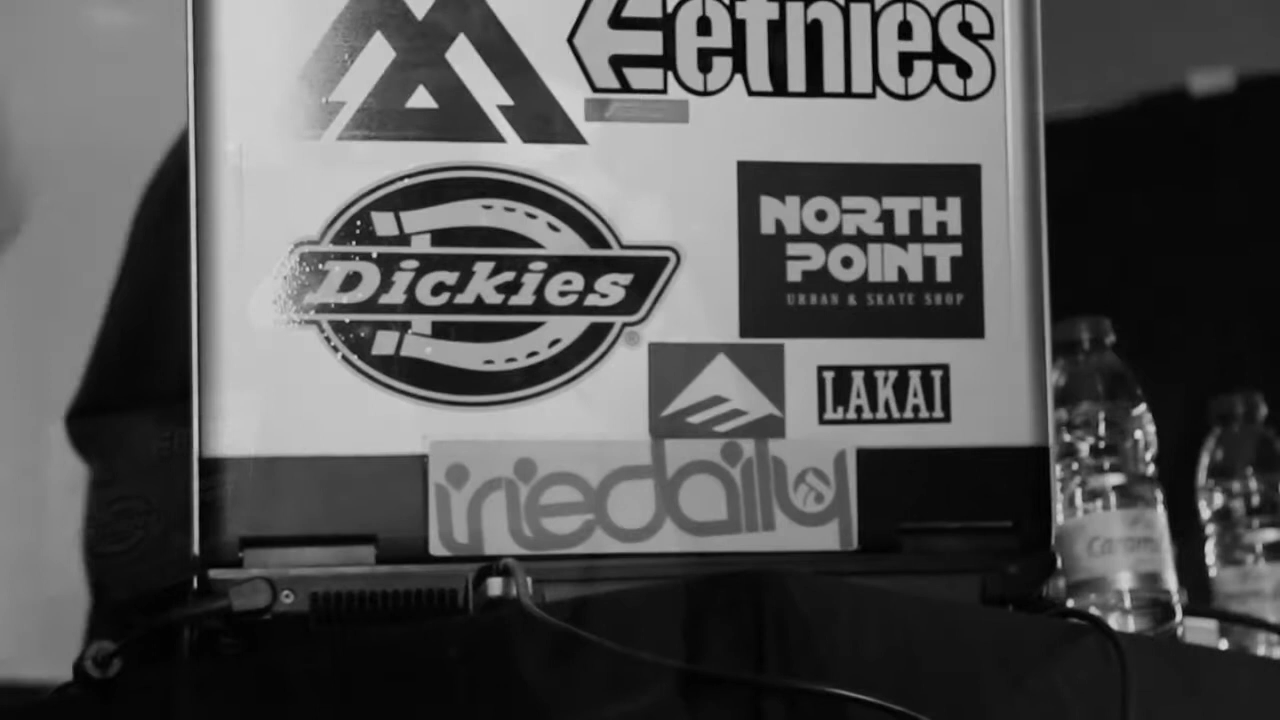 etnies
Dickies
®
NORTH
POINT
URBAN & SKATE SHOP
LAKAI
iriedaily